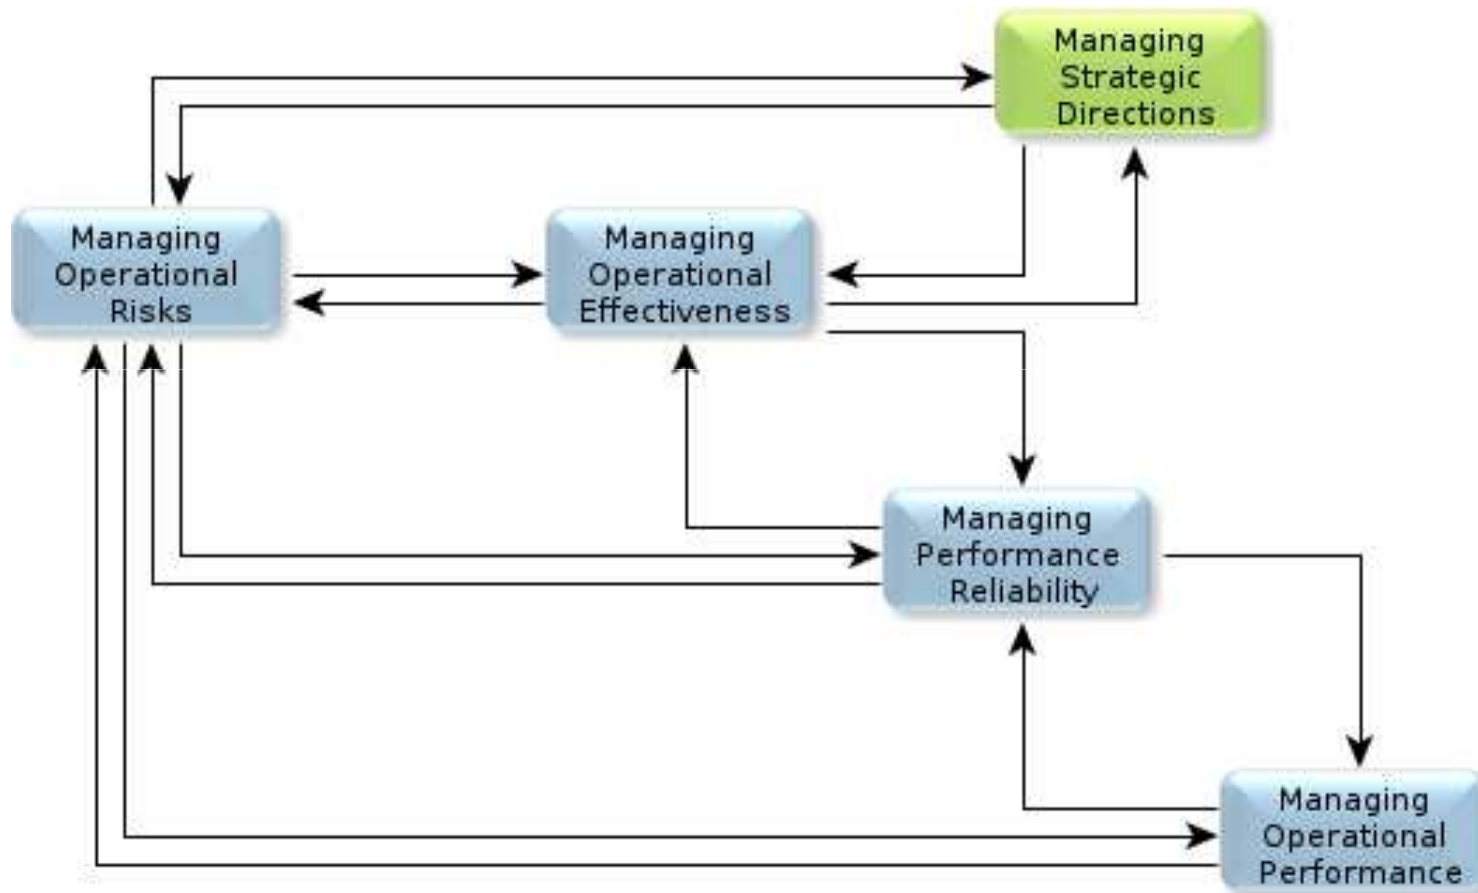 Managing
Strategic
Directions
Managing
Operational
Risks
Managing
Operational
Effectiveness
Managing
Performance
Reliability
Managing
Operational
Performance